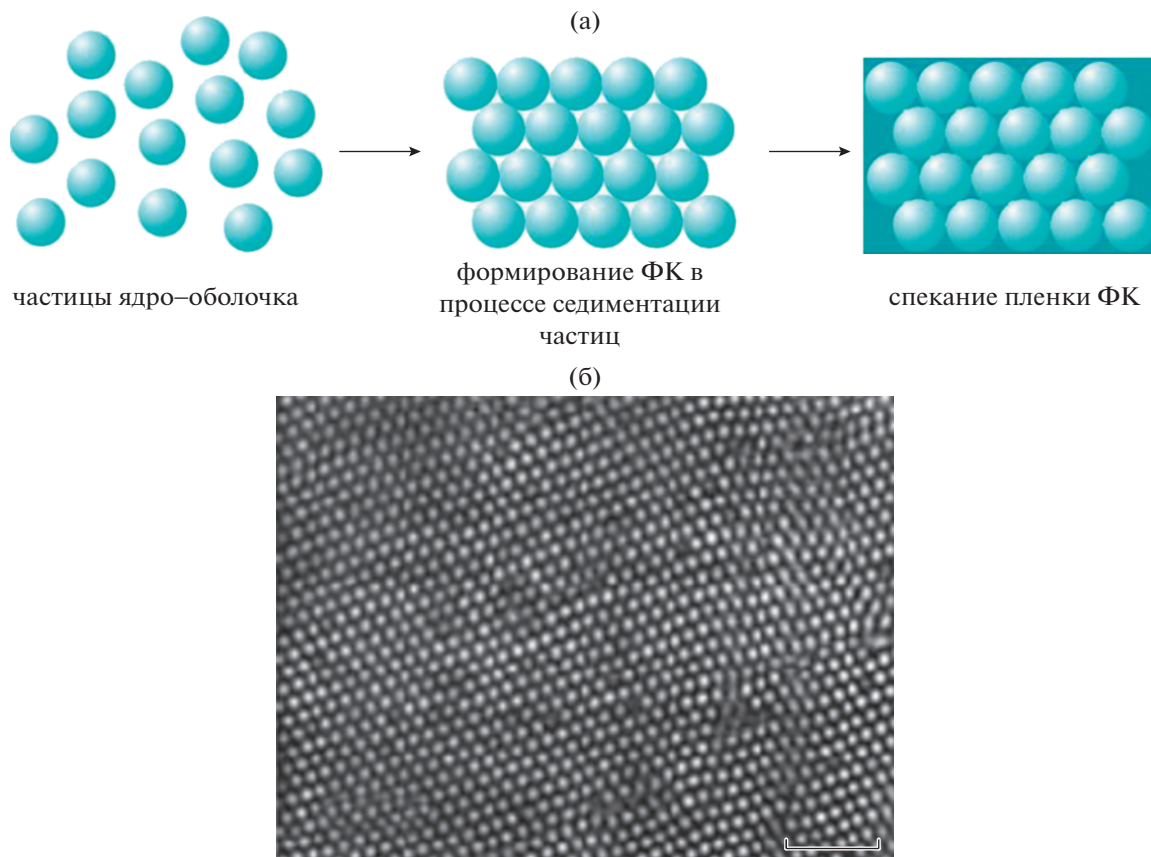 (а)
частицы ядро–оболочка
формирование ФК в
процессе седиментации
частиц
спекание пленки ФК
(б)